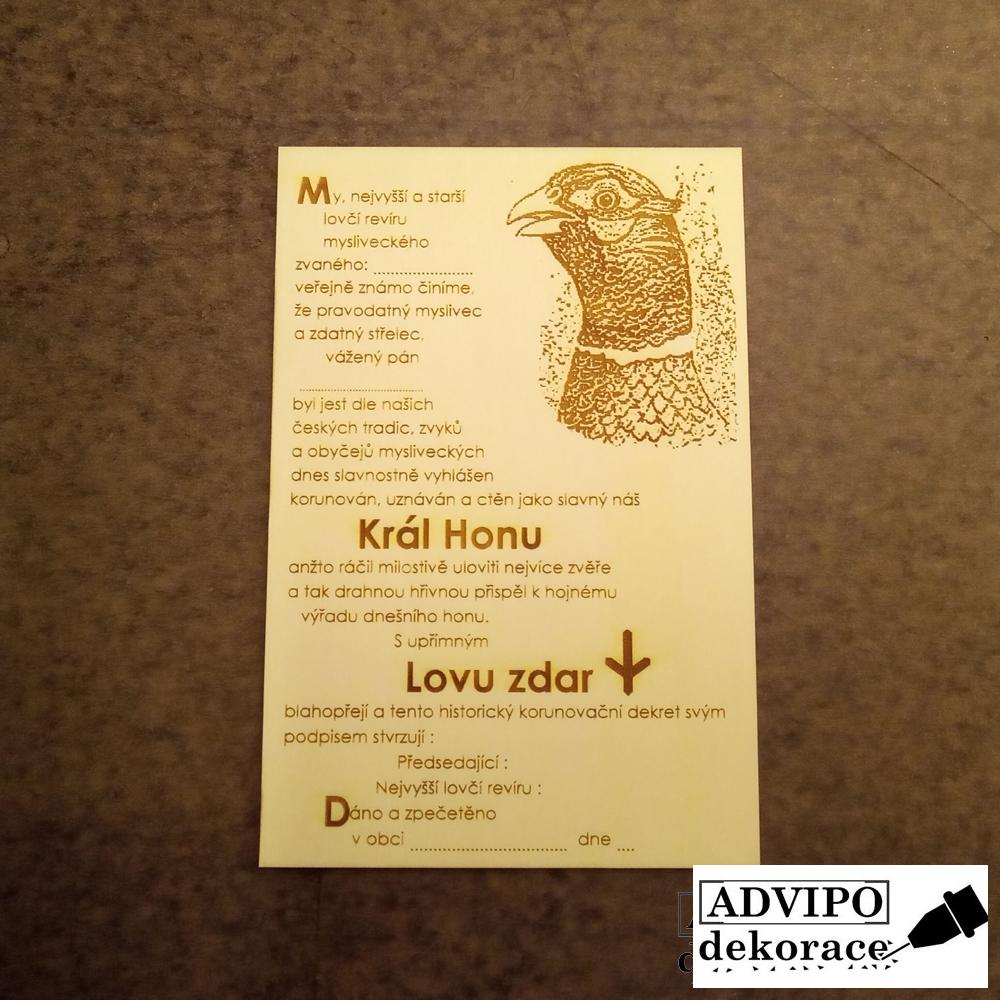 My, nejvyšší a starší
lovčí revíru
mysliveckého
zvaného: ........................
veřejně známo činíme,
že pravodatný myslivec
a zdatný střelec,
vážený pán
..............................
byl jest dle našich
českých tradic, zvyků
a obyčejů mysliveckých
dnes slavnostně vyhlášen
korunován, uznáván a ctěn jako slavný náš
Král Honu
anžto ráčil milostivě uloviti nejvíce zvěře
a tak drahnou hřivnou přispěl k hojnému
výřadu dnešního honu.
S upřímným
Lovu zdar
blahopřejí a tento historický korunovační dekret svým
podpisem stvrzují :
Předsedající :
Nejvyšší lovčí revíru :
Dáno a zpečetěno
v obci ................................ dne ....
ADVIPO
dekorace